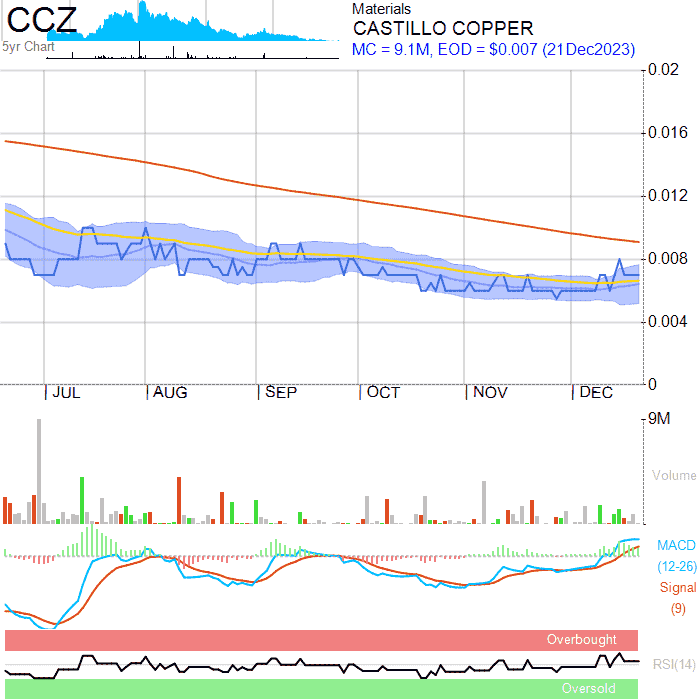 CCZ
5yr Chart
Materials
CASTILLO COPPER
MC = 9.1M, EOD = $0.007 (21Dec2023)
0.02
0.016
0.012
0.008
0.004
0
JUL AUG SEP OCT NOV DEC
9M
Volume
MACD
(12-26)
Signal
(9)
Overbought
RSI(14)
Oversold